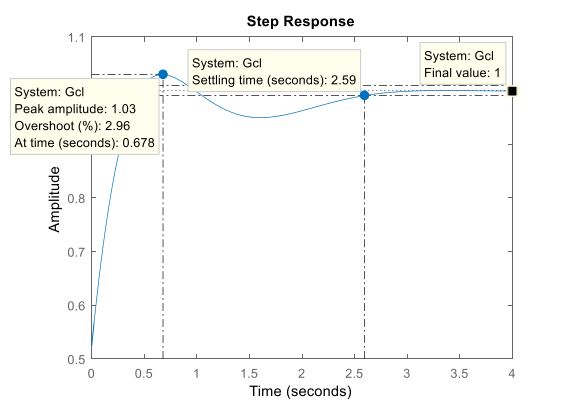 Step Response
System: Gcl
Settling time (seconds): 2.59
System: Gcl
Final value: 1
System: Gcl
Peak amplitude: 1.03
Overshoot (%): 2.96
At time (seconds): 0.678
Amplitude
1.1
0.8
0.7
0.6
0.5
0 0.5 1 1.5 2 2.5 3 3.5 4
Time (seconds)